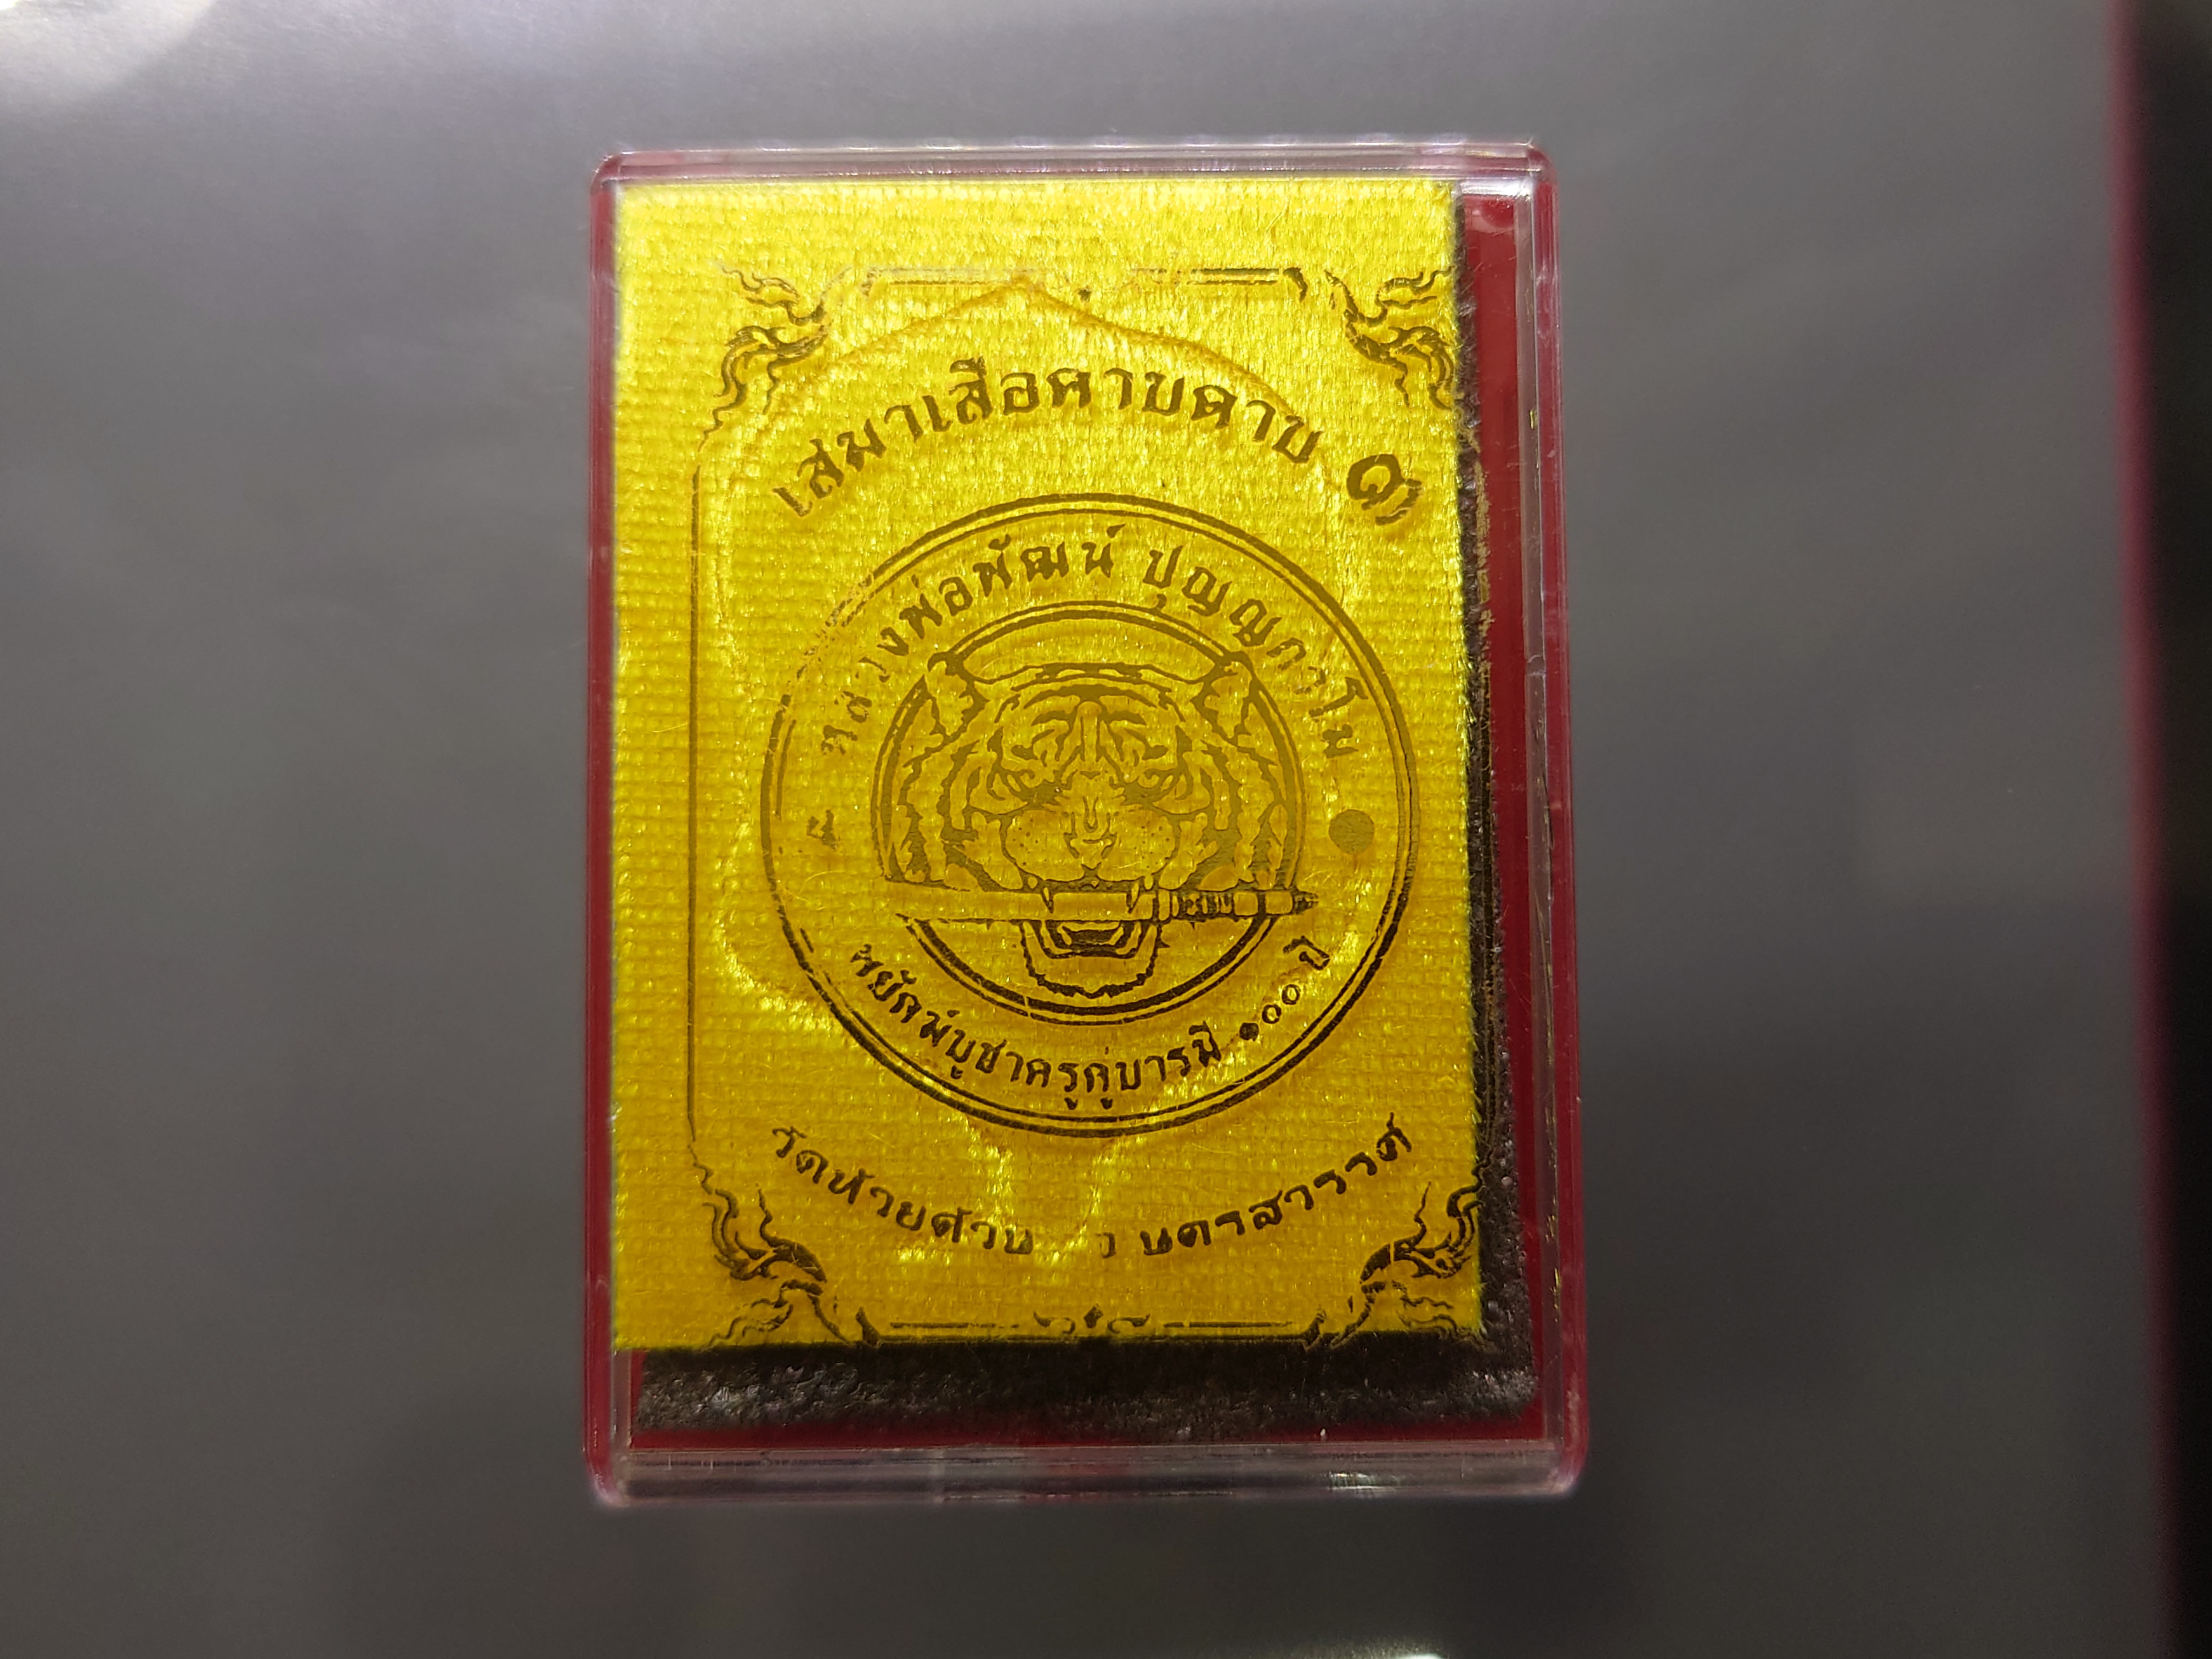 เสมาเสือคาบดาบ ๓
หลวงพ่อพัฒน์ ปุญญกาโม
พยัคฆ์บูชาครูคู่บารมี ๑๐๐ ปี
วัดห้วยด้วน นครสวรรค์